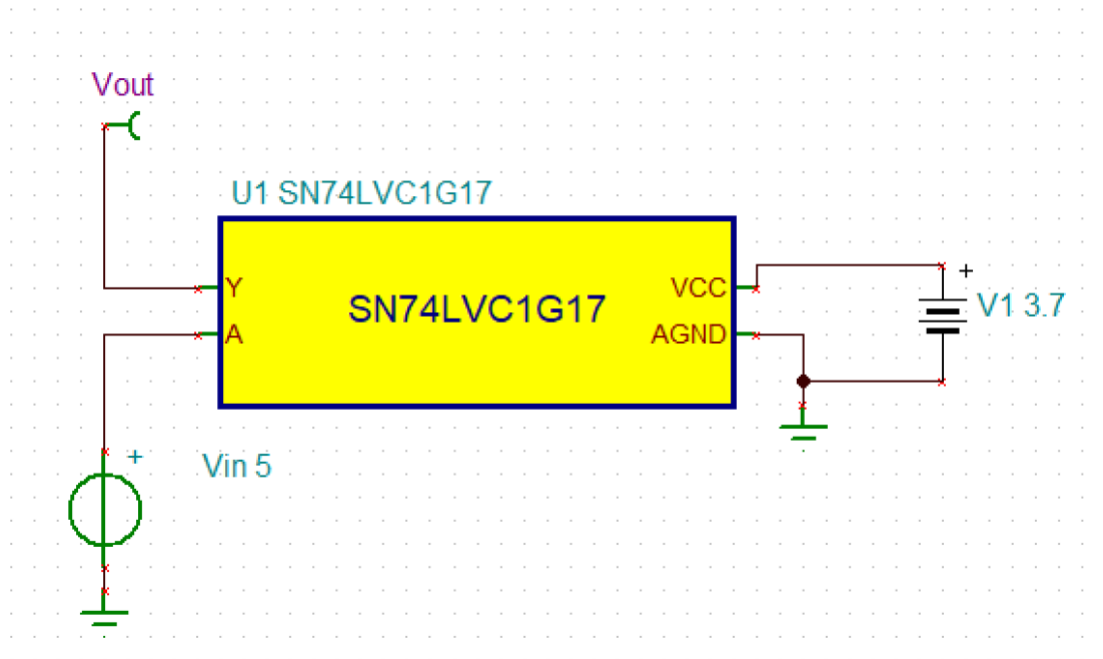 Vout
U1 SN74LVC1G17
Y
VCC
+
SN74LVC1G17
V1 3.7
A
AGND
+
Vin 5